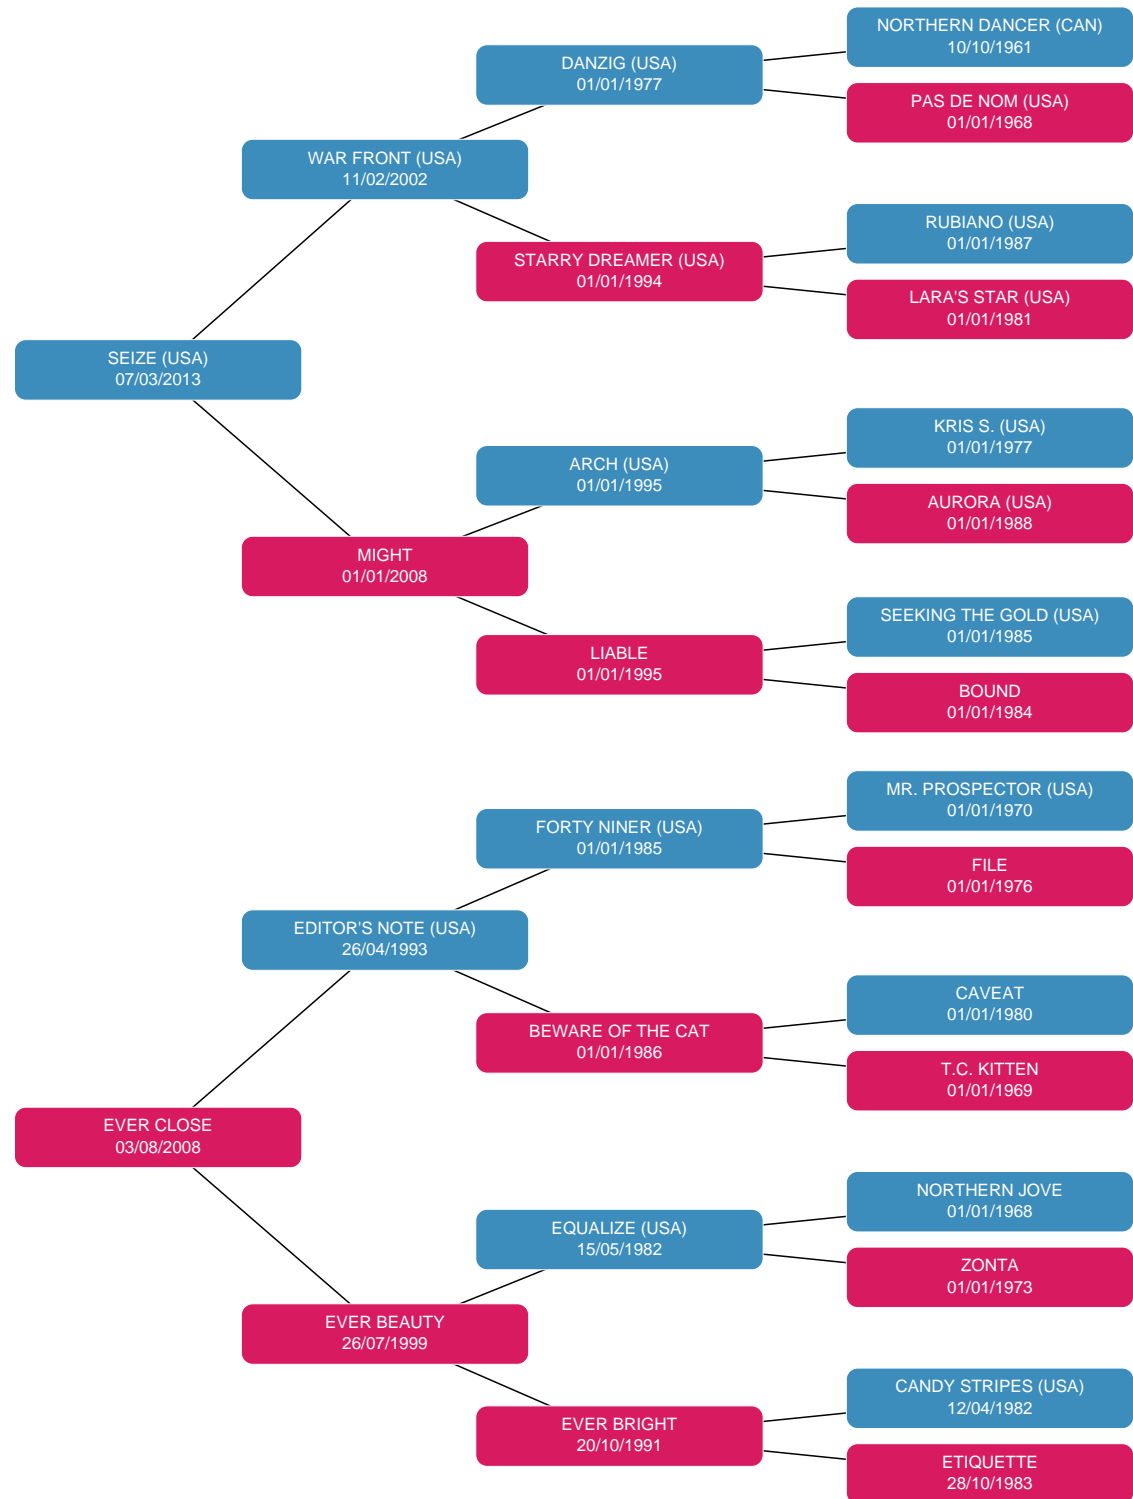 NORTHERN DANCER (CAN)
10/10/1961
DANZIG (USA)
01/01/1977
PAS DE NOM (USA)
01/01/1968
WAR FRONT (USA)
11/02/2002
RUBIANO (USA)
01/01/1987
STARRY DREAMER (USA)
01/01/1994
LARA'S STAR (USA)
01/01/1981
SEIZE (USA)
07/03/2013
KRIS S. (USA)
01/01/1977
ARCH (USA)
01/01/1995
AURORA (USA)
01/01/1988
MIGHT
01/01/2008
SEEKING THE GOLD (USA)
01/01/1985
LIABLE
01/01/1995
BOUND
01/01/1984
MR. PROSPECTOR (USA)
01/01/1970
FORTY NINER (USA)
01/01/1985
FILE
01/01/1976
EDITOR'S NOTE (USA)
26/04/1993
CAVEAT
01/01/1980
BEWARE OF THE CAT
01/01/1986
T.C. KITTEN
01/01/1969
EVER CLOSE
03/08/2008
NORTHERN JOVE
01/01/1968
EQUALIZE (USA)
15/05/1982
ZONTA
01/01/1973
EVER BEAUTY
26/07/1999
CANDY STRIPES (USA)
12/04/1982
EVER BRIGHT
20/10/1991
ETIQUETTE
28/10/1983